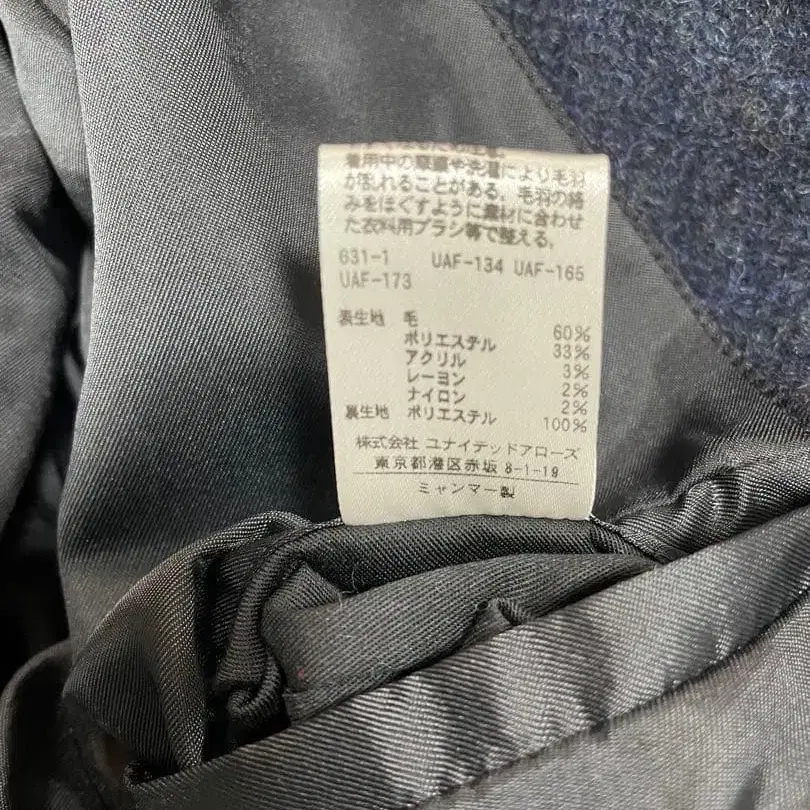 着用中の摩擦や洗濯により毛羽
が乱れることがある。毛羽の絡
みをほぐすように素材に合わせ
た衣料用ブラシ等で整える。
631-1 UAF-134 UAF-165
UAF-173
表生地 毛 60%
ポリエステル 33%
アクリル 3%
レーヨン 2%
ナイロン 2%
裏生地 ポリエステル 100%
株式会社 ユナイテッドアローズ
東京都港区赤坂 8-1-19
ミャンマー製